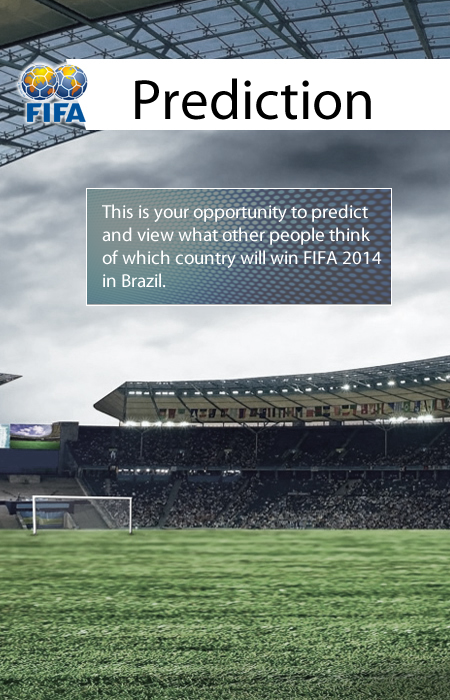 FIFA
Prediction
This is your opportunity to predict
and view what other people think
of which country will win FIFA 2014
in Brazil.